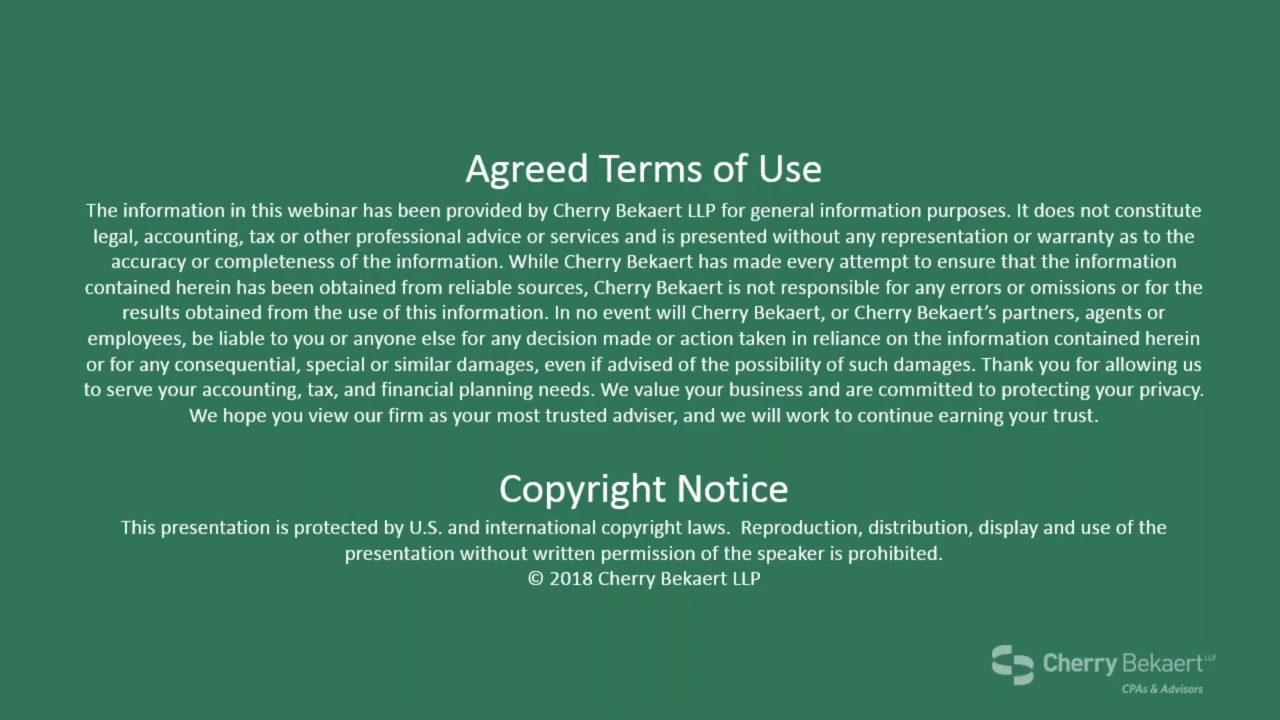 Agreed Terms of Use
The information in this webinar has been provided by Cherry Bekaert LLP for general information purposes. It does not constitute
legal, accounting, tax or other professional advice or services and is presented without any representation or warranty as to the
accuracy or completeness of the information. While Cherry Bekaert has made every attempt to ensure that the information
contained herein has been obtained from reliable sources, Cherry Bekaert is not responsible for any errors or omissions or for the
results obtained from the use of this information. In no event will Cherry Bekaert, or Cherry Bekaert’s partners, agents or
employees, be liable to you or anyone else for any decision made or action taken in reliance on the information contained herein
or for any consequential, special or similar damages, even if advised of the possibility of such damages. Thank you for allowing us
to serve your accounting, tax, and financial planning needs. We value your business and are committed to protecting your privacy.
We hope you view our firm as your most trusted adviser, and we will work to continue earning your trust.
Copyright Notice
This presentation is protected by U.S. and international copyright laws.  Reproduction, distribution, display and use of the
presentation without written permission of the speaker is prohibited.
© 2018 Cherry Bekaert LLP
Cherry Bekaert LLP
CPAs & Advisors